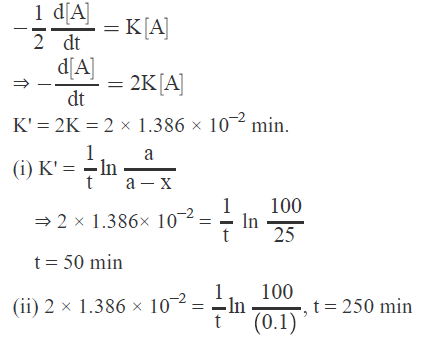 − 1/2 d[A]/dt = K[A]
⇒ − d[A]/dt = 2K[A]
K' = 2K = 2 × 1.386 × 10⁻² min.
(i) K' = 1/t ln a/(a − x)
⇒ 2 × 1.386× 10⁻² = 1/t ln 100/25
t = 50 min
(ii) 2 × 1.386 × 10⁻² = 1/t ln 100/(0.1), t = 250 min